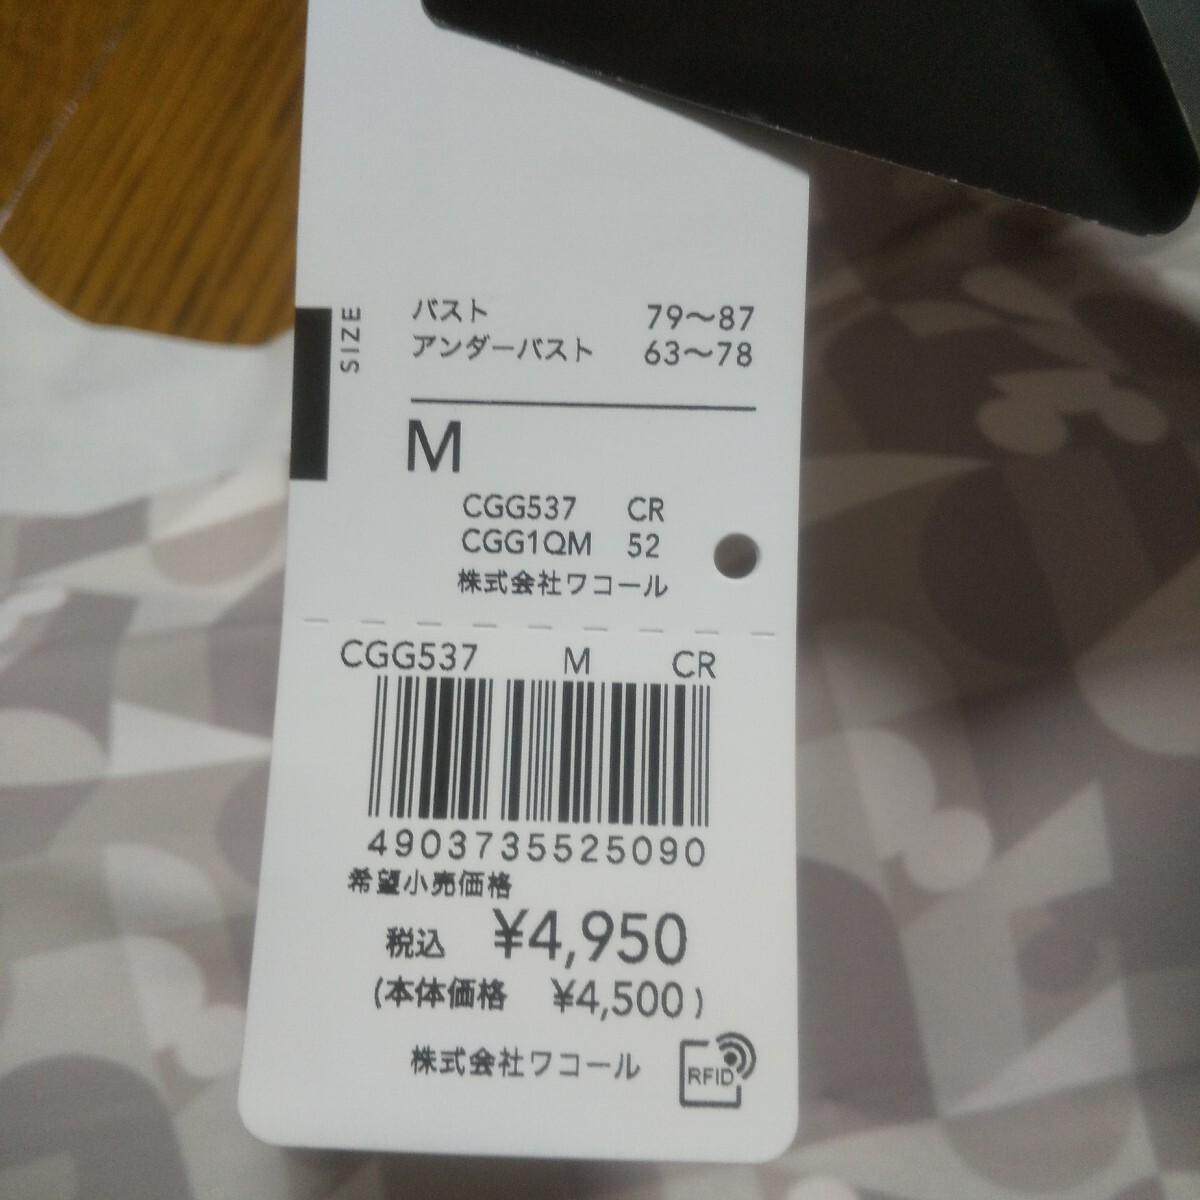 SIZE
バスト 79〜87
アンダーバスト 63〜78
M
CGG537 CR
CGG1QM 52
株式会社ワコール
CGG537 M CR
4903735525090
希望小売価格
税込 ¥4,950
(本体価格 ¥4,500)
株式会社ワコール
RFID